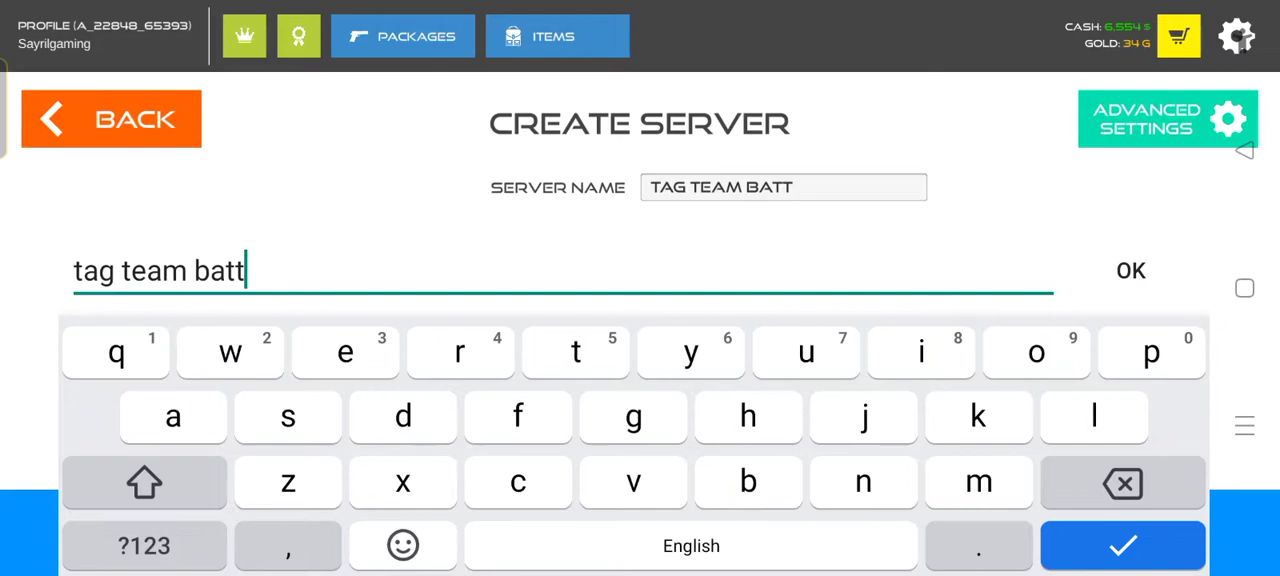 PROFILE (A_22848_65393)
Sayrilgaming
PACKAGES
ITEMS
CASH: 6,554 $
GOLD: 34 G
BACK
CREATE SERVER
ADVANCED
SETTINGS
SERVER NAME
TAG TEAM BATT
tag team batt
OK
q 1 w 2 e 3 r 4 t 5 y 6 u 7 i 8 o 9 p 0
a s d f g h j k l
z x c v b n m
?123 , English .